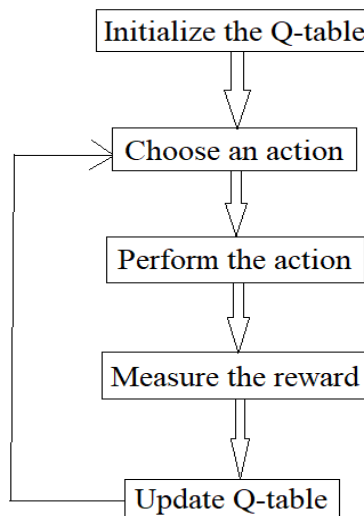 Initialize the Q-table
Choose an action
Perform the action
Measure the reward
Update Q-table